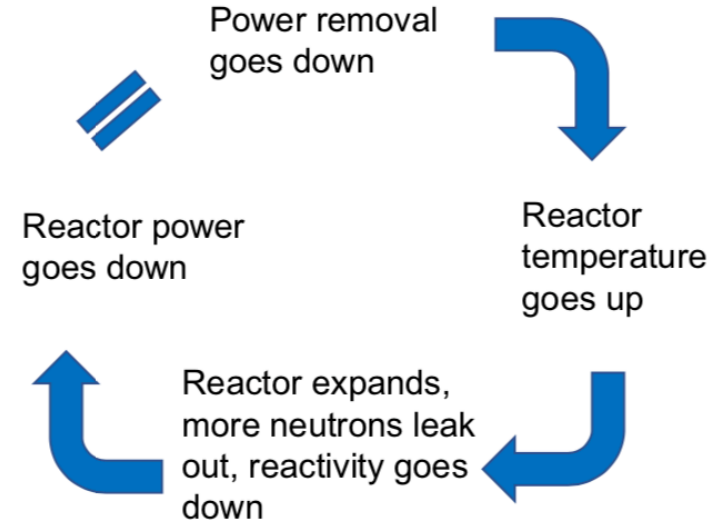 Power removal
goes down
Reactor
temperature
goes up
Reactor expands,
more neutrons leak
out, reactivity goes
down
Reactor power
goes down